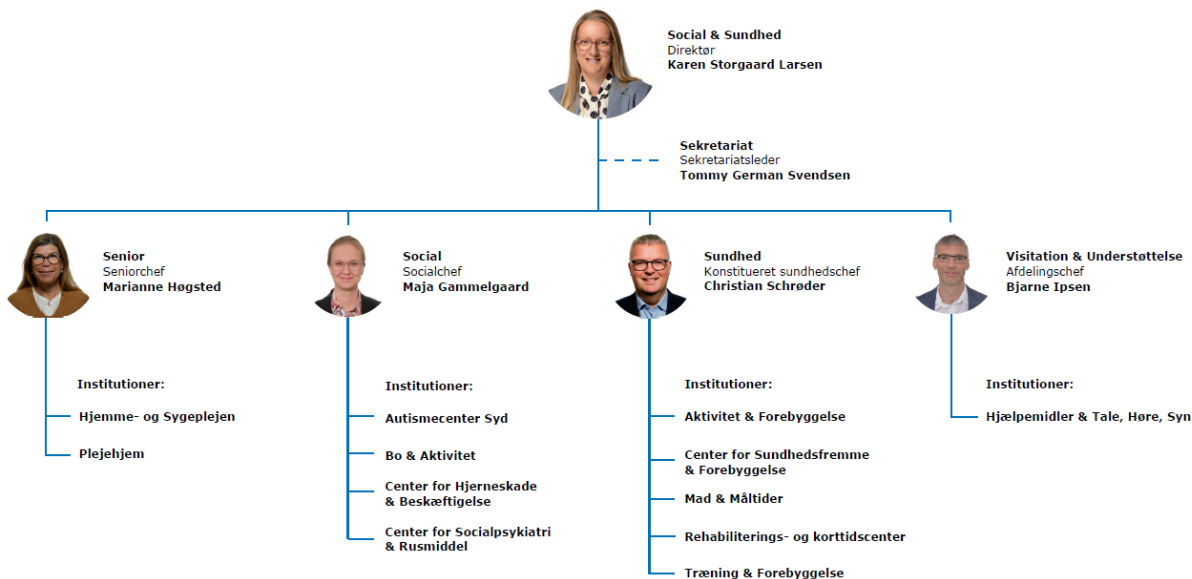 Social & Sundhed
Direktør
Karen Storgaard Larsen
Sekretariat
Sekretariatsleder
Tommy German Svendsen
Senior
Seniorchef
Marianne Høgsted
Social
Socialchef
Maja Gammelgaard
Sundhed
Konstitueret sundhedschef
Christian Schrøder
Visitation & Understøttelse
Afdelingschef
Bjarne Ipsen
Institutioner:
Hjemme- og Sygeplejen
Plejehjem
Institutioner:
Autismecenter Syd
Bo & Aktivitet
Center for Hjerneskade
& Beskæftigelse
Center for Socialpsykiatri
& Rusmiddel
Institutioner:
Aktivitet & Forebyggelse
Center for Sundhedsfremme
& Forebyggelse
Mad & Måltider
Rehabiliterings- og korttidscenter
Træning & Forebyggelse
Institutioner:
Hjælpemidler & Tale, Høre, Syn